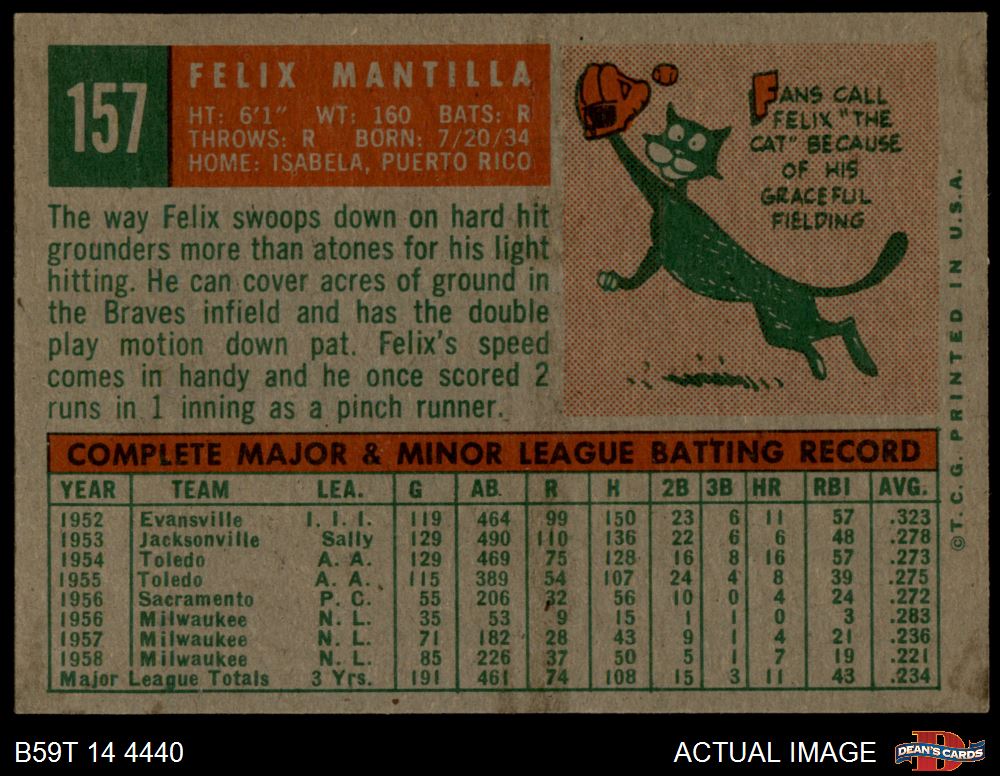 157
FELIX MANTILLA
HT: 6'1" WT: 160 BATS: R
THROWS: R BORN: 7/20/34
HOME: ISABELA, PUERTO RICO
FANS CALL
FELIX "THE
CAT" BECAUSE
OF HIS
GRACEFUL
FIELDING
The way Felix swoops down on hard hit
grounders more than atones for his light
hitting. He can cover acres of ground in
the Braves infield and has the double
play motion down pat. Felix's speed
comes in handy and he once scored 2
runs in 1 inning as a pinch runner.
COMPLETE MAJOR & MINOR LEAGUE BATTING RECORD
YEAR TEAM LEA. G AB. R H 2B 3B HR RBI AVG.
1952 Evansville I. I. I. 119 464 99 150 23 6 11 57 .323
1953 Jacksonville Sally 129 490 110 136 22 6 6 48 .278
1954 Toledo A. A. 129 469 75 128 16 8 16 57 .273
1955 Toledo A. A. 115 389 54 107 24 4 8 39 .275
1956 Sacramento P. C. 55 206 32 56 10 0 4 24 .272
1956 Milwaukee N. L. 35 53 9 15 1 1 0 3 .283
1957 Milwaukee N. L. 71 182 28 43 9 1 4 21 .236
1958 Milwaukee N. L. 85 226 37 50 5 1 7 19 .221
Major League Totals 3 Yrs. 191 461 74 108 15 3 11 43 .234
© T. C. G. PRINTED IN U.S.A.
B59T 14 4440
ACTUAL IMAGE
D
DEAN'S CARDS